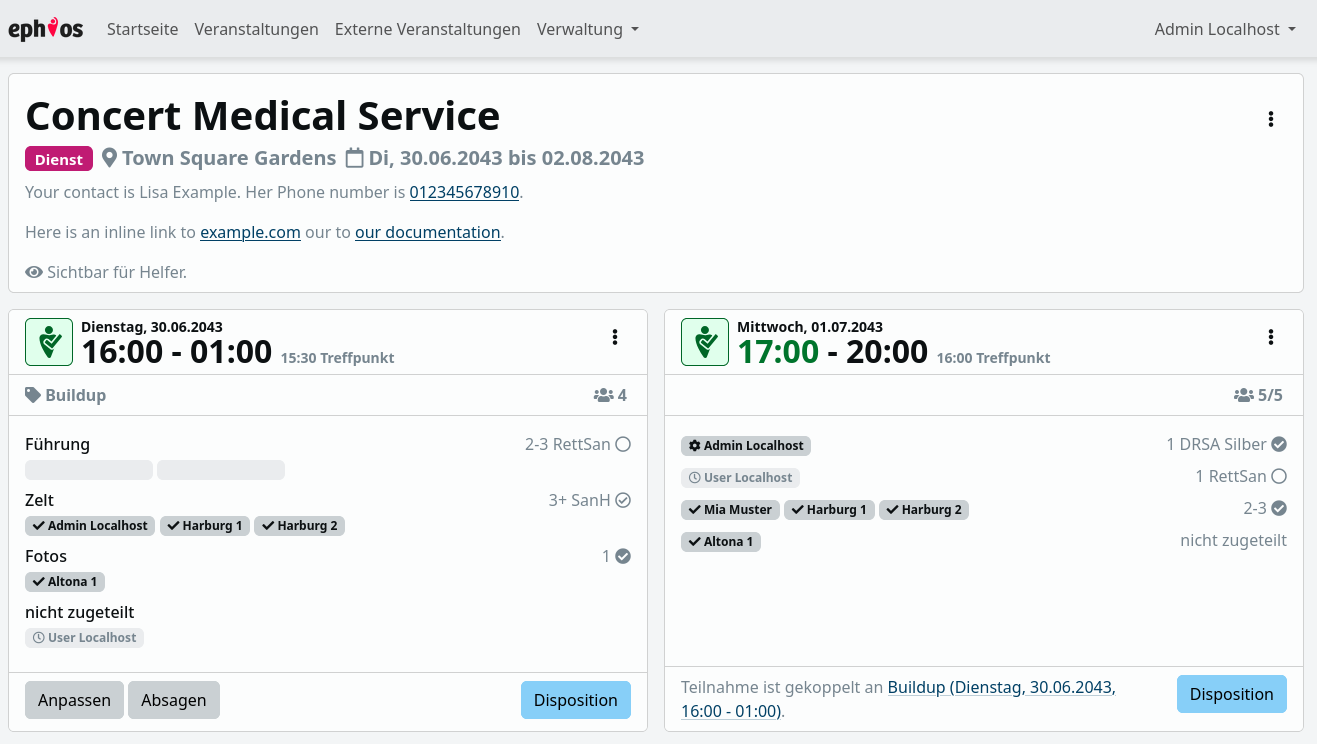 ephios Startseite Veranstaltungen Externe Veranstaltungen Verwaltung Admin Localhost
Concert Medical Service
Dienst Town Square Gardens Di, 30.06.2043 bis 02.08.2043
Your contact is Lisa Example. Her Phone number is 012345678910.
Here is an inline link to example.com our to our documentation.
Sichtbar für Helfer.
Dienstag, 30.06.2043
16:00 - 01:00 15:30 Treffpunkt
Buildup 4
Führung 2-3 RettSan
Zelt 3+ SanH
Admin Localhost Harburg 1 Harburg 2
Fotos 1
Altona 1
nicht zugeteilt
User Localhost
Anpassen Absagen Disposition
Mittwoch, 01.07.2043
17:00 - 20:00 16:00 Treffpunkt
5/5
Admin Localhost 1 DRSA Silber
User Localhost 1 RettSan
Mia Muster Harburg 1 Harburg 2 2-3
Altona 1 nicht zugeteilt
Teilnahme ist gekoppelt an Buildup (Dienstag, 30.06.2043,
16:00 - 01:00).
Disposition